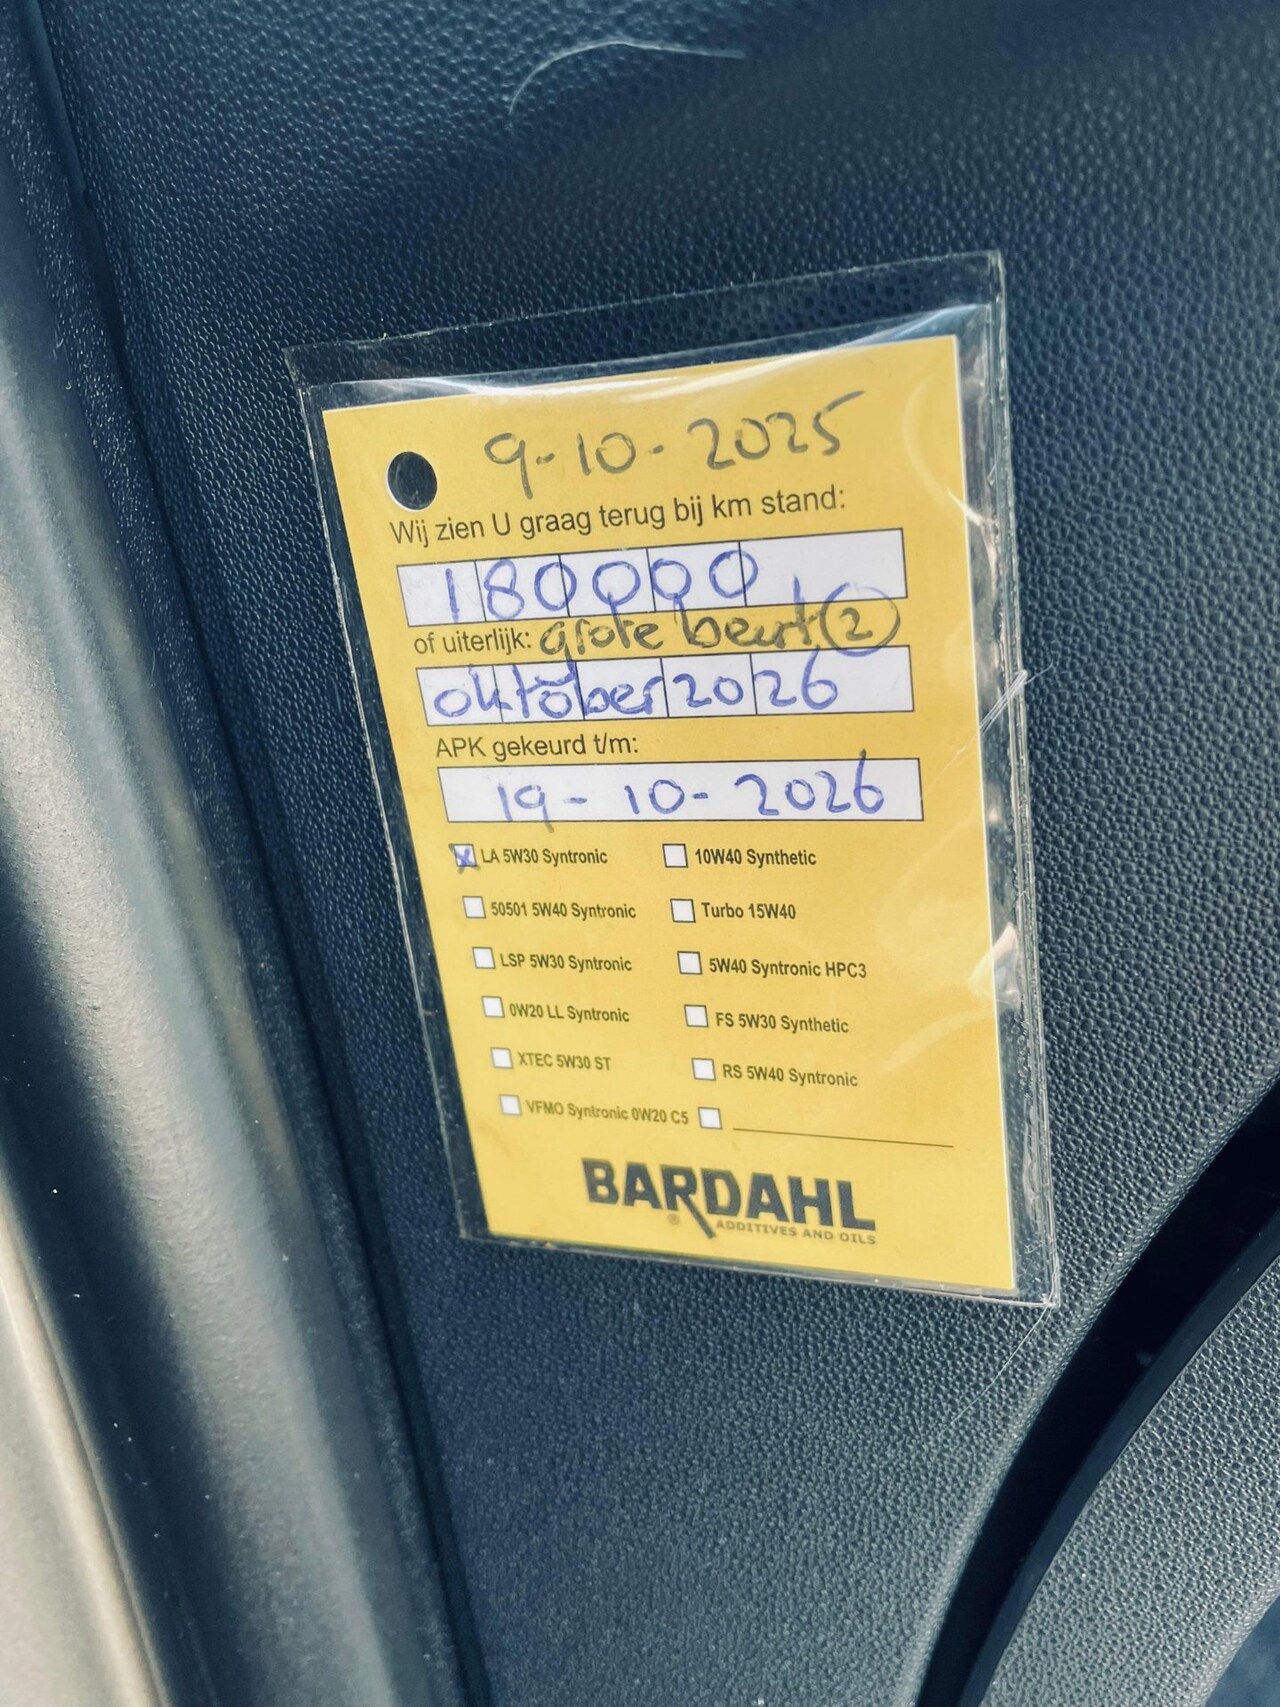 9-10-2025
Wij zien U graag terug bij km stand:
180000
of uiterlijk: grote beurt 2
oktober 2026
APK gekeurd t/m:
19-10-2026
LA 5W30 Syntronic
10W40 Synthetic
50501 5W40 Syntronic
Turbo 15W40
LSP 5W30 Syntronic
5W40 Syntronic HPC3
0W20 LL Syntronic
FS 5W30 Synthetic
XTEC 5W30 ST
RS 5W40 Syntronic
VFMO Syntronic 0W20 C5
BARDAHL
® ADDITIVES AND OILS